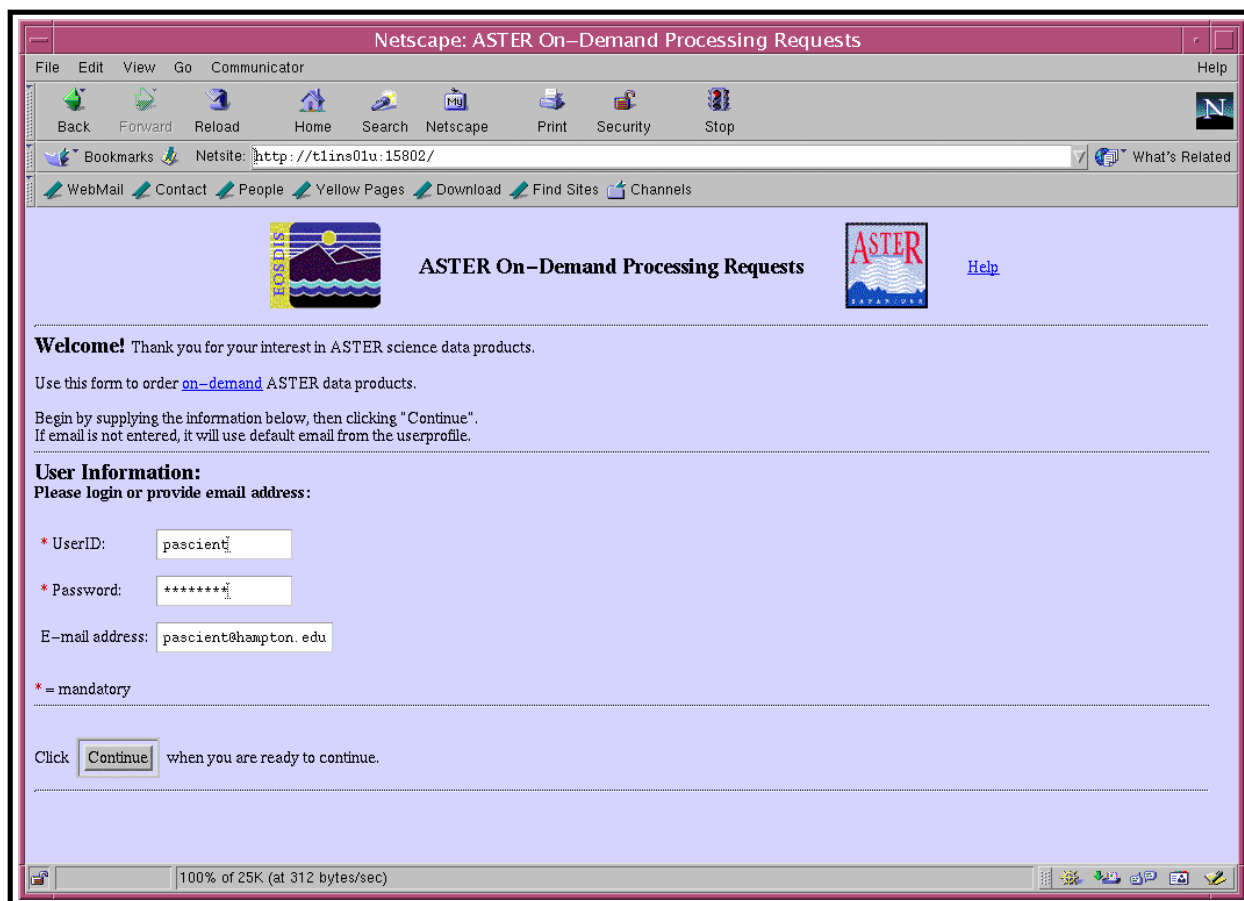 Netscape: ASTER On-Demand Processing Requests
File Edit View Go Communicator Help
My N
Back Forward Reload Home Search Netscape Print Security Stop
Bookmarks Netsite: http://t1ins01u:15802/ What's Related
WebMail Contact People Yellow Pages Download Find Sites Channels
EOSDIS
ASTER On-Demand Processing Requests
ASTER
JAPAN/USA
Help
Welcome! Thank you for your interest in ASTER science data products.
Use this form to order on-demand ASTER data products.
Begin by supplying the information below, then clicking "Continue".
If email is not entered, it will use default email from the userprofile.
User Information:
Please login or provide email address:
* UserID: pascient
* Password: ********
E-mail address: pascient@hampton.edu
* = mandatory
Click Continue when you are ready to continue.
100% of 25K (at 312 bytes/sec)